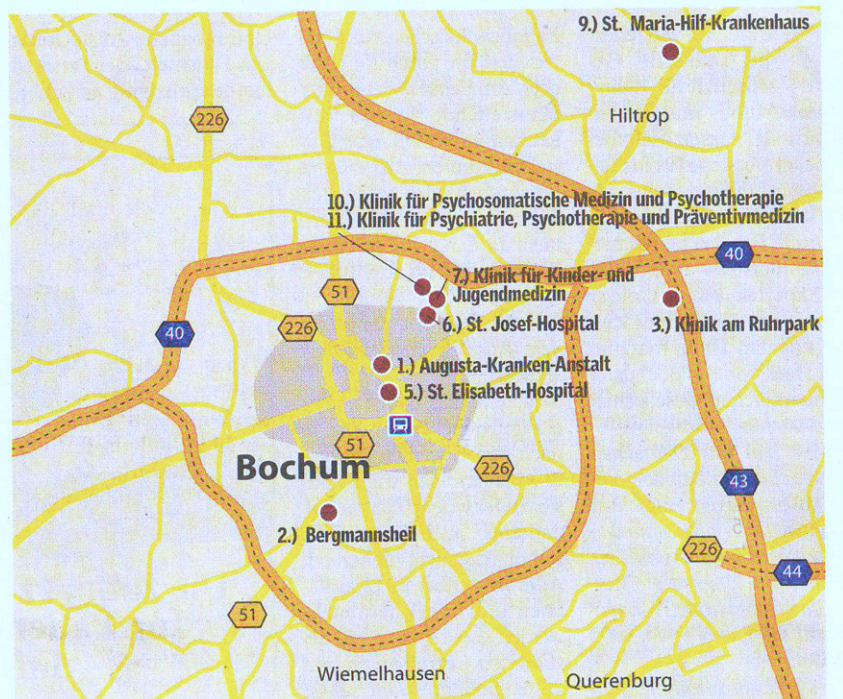 9.) St. Maria-Hilf-Krankenhaus
226
Hiltrop
10.) Klinik für Psychosomatische Medizin und Psychotherapie
11.) Klinik für Psychiatrie, Psychotherapie und Präventivmedizin
40
51
7.) Klinik für Kinder- und
Jugendmedizin
40
226
6.) St. Josef-Hospital
3.) Klinik am Ruhrpark
1.) Augusta-Kranken-Anstalt
5.) St. Elisabeth-Hospital
51
Bochum
226
43
2.) Bergmannsheil
226
44
51
Wiemelhausen
Querenburg